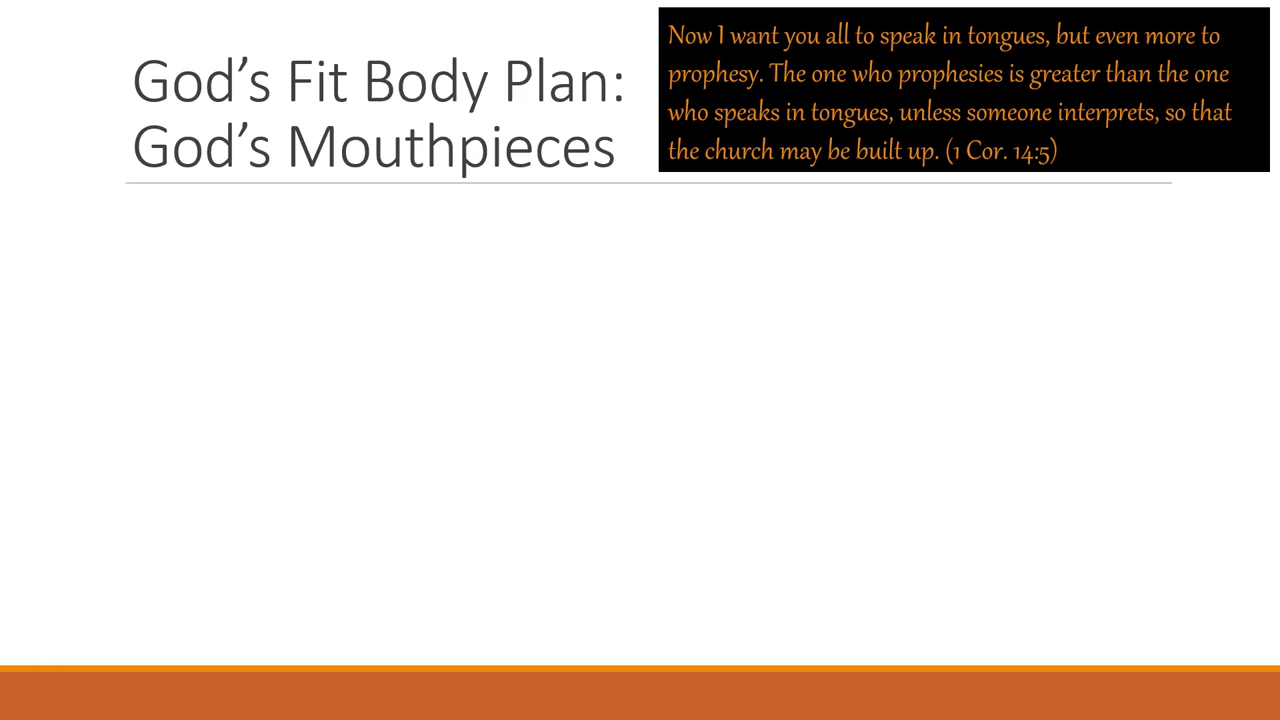 God’s Fit Body Plan:
God’s Mouthpieces
Now I want you all to speak in tongues, but even more to
prophesy. The one who prophesies is greater than the one
who speaks in tongues, unless someone interprets, so that
the church may be built up. (1 Cor. 14:5)